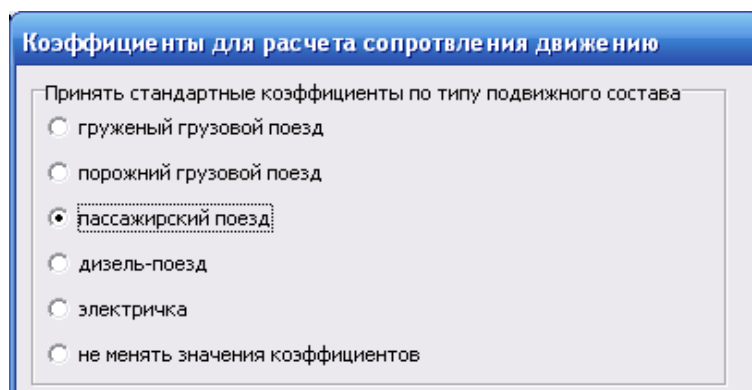 Коэффициенты для расчета сопротвления движению
Принять стандартные коэффициенты по типу подвижного состава
груженый грузовой поезд
порожний грузовой поезд
пассажирский поезд
дизель-поезд
электричка
не менять значения коэффициентов